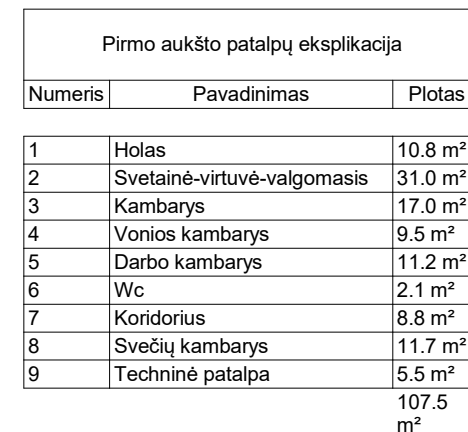 Pirmo aukšto patalpų eksplikacija
Numeris Pavadinimas Plotas
1 Holas 10.8 m²
2 Svetainė-virtuvė-valgomasis 31.0 m²
3 Kambarys 17.0 m²
4 Vonios kambarys 9.5 m²
5 Darbo kambarys 11.2 m²
6 Wc 2.1 m²
7 Koridorius 8.8 m²
8 Svečių kambarys 11.7 m²
9 Techninė patalpa 5.5 m²
107.5
m²